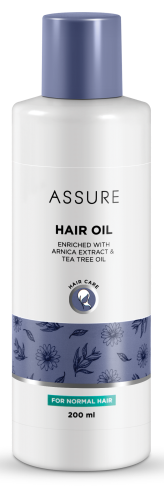 ASSURE
HAIR OIL
ENRICHED WITH
ARNICA EXTRACT &
TEA TREE OIL
HAIR CARE
FOR NORMAL HAIR
200 ml